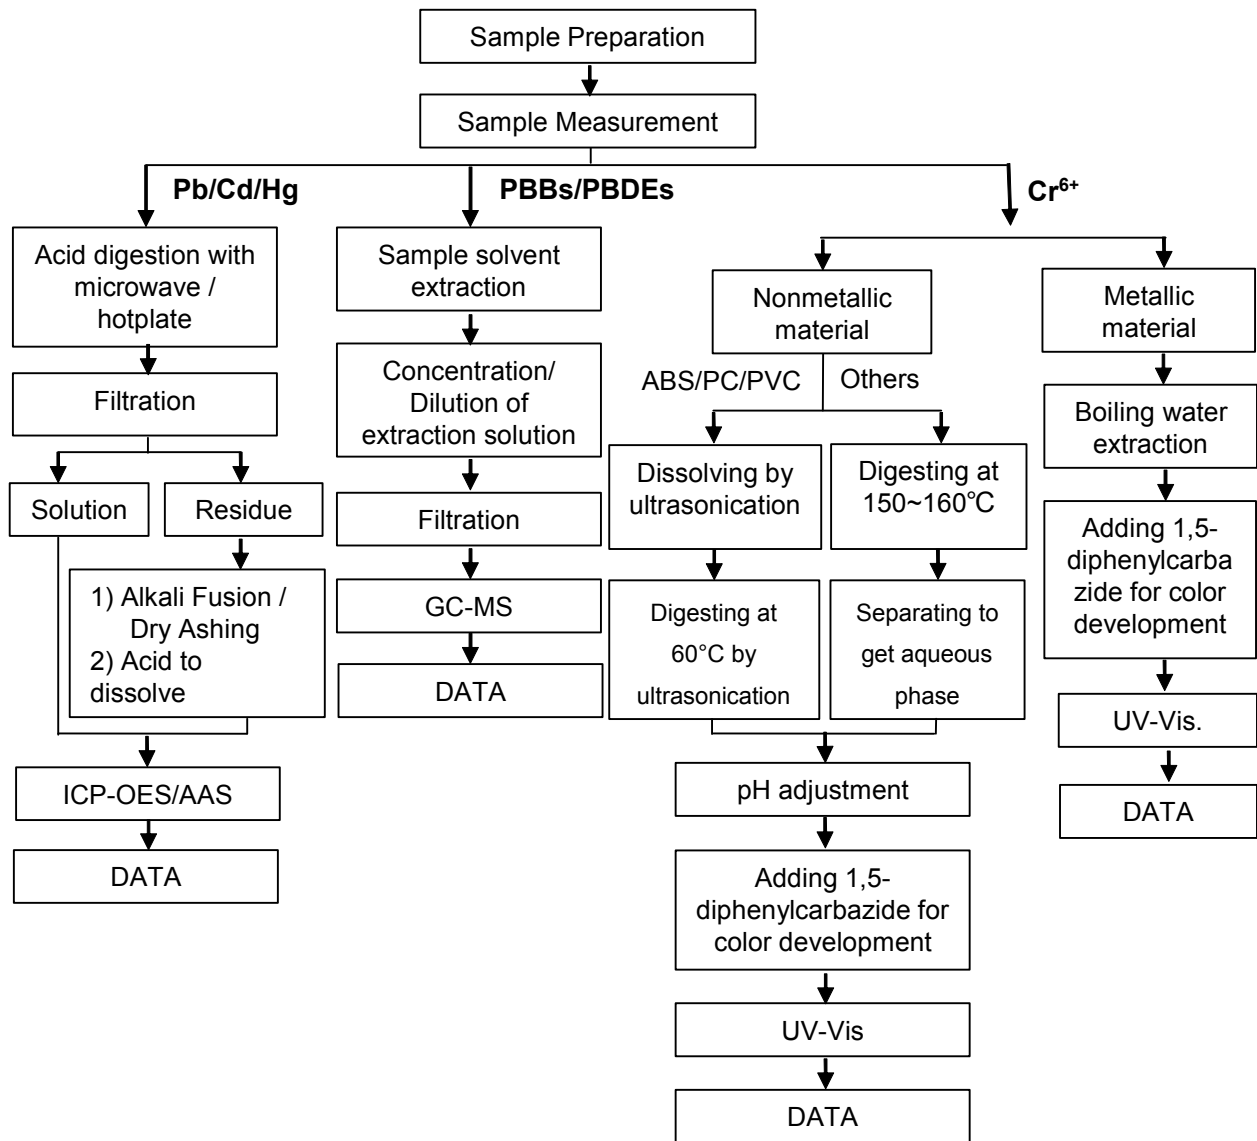 Sample Preparation
Sample Measurement
Pb/Cd/Hg
PBBs/PBDEs
Cr⁶⁺
Acid digestion with
microwave /
hotplate
Filtration
Solution
Residue
1) Alkali Fusion /
Dry Ashing
2) Acid to
dissolve
ICP-OES/AAS
DATA
Sample solvent
extraction
Concentration/
Dilution of
extraction solution
Filtration
GC-MS
DATA
Nonmetallic
material
ABS/PC/PVC
Others
Dissolving by
ultrasonication
Digesting at
60°C by
ultrasonication
Digesting at
150~160℃
Separating to
get aqueous
phase
pH adjustment
Adding 1,5-
diphenylcarbazide for
color development
UV-Vis
DATA
Metallic
material
Boiling water
extraction
Adding 1,5-
diphenylcarba
zide for color
development
UV-Vis.
DATA